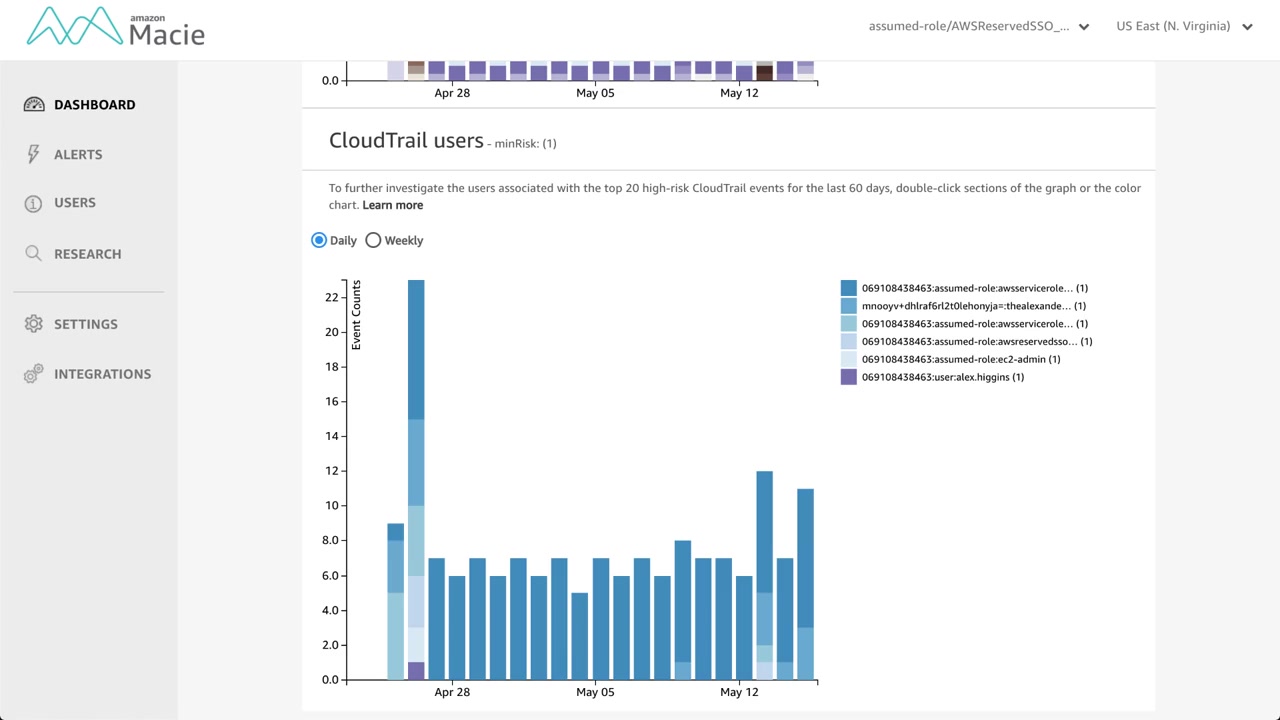 amazon
Macie
assumed-role/AWSReservedSSO_...
US East (N. Virginia)
DASHBOARD
ALERTS
USERS
RESEARCH
SETTINGS
INTEGRATIONS
0.0
Apr 28
May 05
May 12
CloudTrail users - minRisk: (1)
To further investigate the users associated with the top 20 high-risk CloudTrail events for the last 60 days, double-click sections of the graph or the color
chart. Learn more
Daily
Weekly
Event Counts
22
20
18
16
14
12
10
8.0
6.0
4.0
2.0
0.0
Apr 28
May 05
May 12
069108438463:assumed-role:awsservicerole... (1)
mnooyv+dhlraf6rl2t0lehonyja=:thealexande... (1)
069108438463:assumed-role:awsservicerole... (1)
069108438463:assumed-role:awsreservedsso... (1)
069108438463:assumed-role:ec2-admin (1)
069108438463:user:alex.higgins (1)